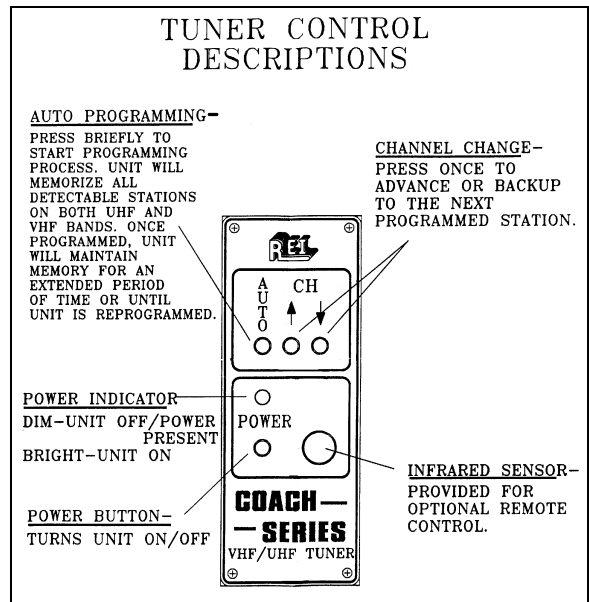 TUNER CONTROL
DESCRIPTIONS
AUTO PROGRAMMING-
PRESS BRIEFLY TO
START PROGRAMMING
PROCESS. UNIT WILL
MEMORIZE ALL
DETECTABLE STATIONS
ON BOTH UHF AND
VHF BANDS. ONCE
PROGRAMMED, UNIT
WILL MAINTAIN
MEMORY FOR AN
EXTENDED PERIOD
OF TIME OR UNTIL
UNIT IS REPROGRAMMED.
CHANNEL CHANGE-
PRESS ONCE TO
ADVANCE OR BACKUP
TO THE NEXT
PROGRAMMED STATION.
REI
AUTO
CH
POWER INDICATOR
DIM-UNIT OFF/POWER
PRESENT
BRIGHT-UNIT ON
POWER
POWER BUTTON-
TURNS UNIT ON/OFF
INFRARED SENSOR-
PROVIDED FOR
OPTIONAL REMOTE
CONTROL.
COACH-
-SERIES
VHF/UHF TUNER